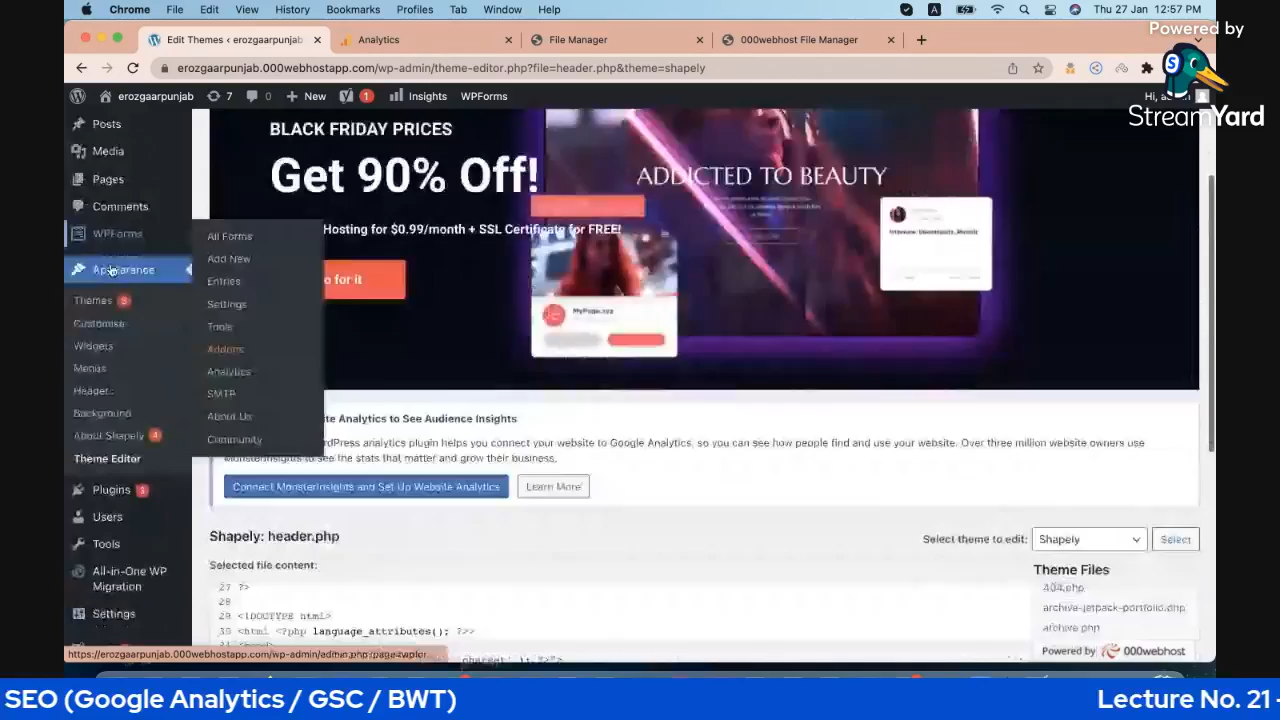 Chrome File Edit View History Bookmarks Profiles Tab Window Help A Thu 27 Jan 12:57 PM
Powered by
Edit Themes ‹ erozgaarpunjab Analytics File Manager 000webhost File Manager
erozgaarpunjab.000webhostapp.com/wp-admin/theme-editor.php?file=header.php&theme=shapely
erozgaarpunjab 7 0 New 1 Insights WPForms Hi,
StreamYard
Posts
Media
Pages
Comments
WPForms
Appearance
Themes 3
Customise
Widgets
Menus
Header
Background
About Shapely 4
Theme Editor
Plugins 3
Users
Tools
All-in-One WP
Migration
Settings
All Forms
Add New
Entries
Settings
Tools
Addons
Analytics
SMTP
About Us
Community
BLACK FRIDAY PRICES
Get 90% Off!
Hosting for $0.99/month + SSL Certificate for FREE!
o for it
ADDICTED TO BEAUTY
Analytics to See Audience Insights
analytics plugin helps you connect your website to Google Analytics, so you can see how people find and use your website. Over three million website owners use
MonsterInsights to see the stats that matter and grow their business.
Connect MonsterInsights and Set Up Website Analytics Learn More
Shapely: header.php
Select theme to edit: Shapely Select
Selected file content:
Theme Files
27 ?>
28
29 <!DOCTYPE html>
30 <html <?php language_attributes(); ?>>
404.php
archive-jetpack-portfolio.php
archive.php
Powered by 000webhost
SEO (Google Analytics / GSC / BWT)
Lecture No. 21 -